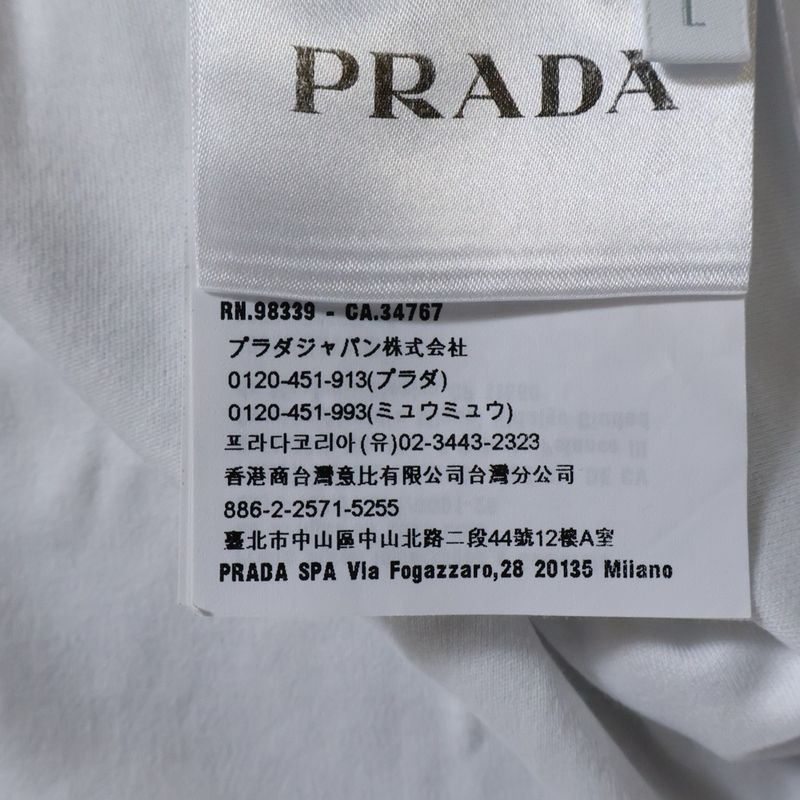 L
PRADA
RN.98339 - CA.34767
プラダジャパン株式会社
0120-451-913(プラダ)
0120-451-993(ミュウミュウ)
프라다코리아(유)02-3443-2323
香港商台灣意比有限公司台灣分公司
886-2-2571-5255
臺北市中山區中山北路二段44號12樓A室
PRADA SPA Via Fogazzaro,28 20135 Milano